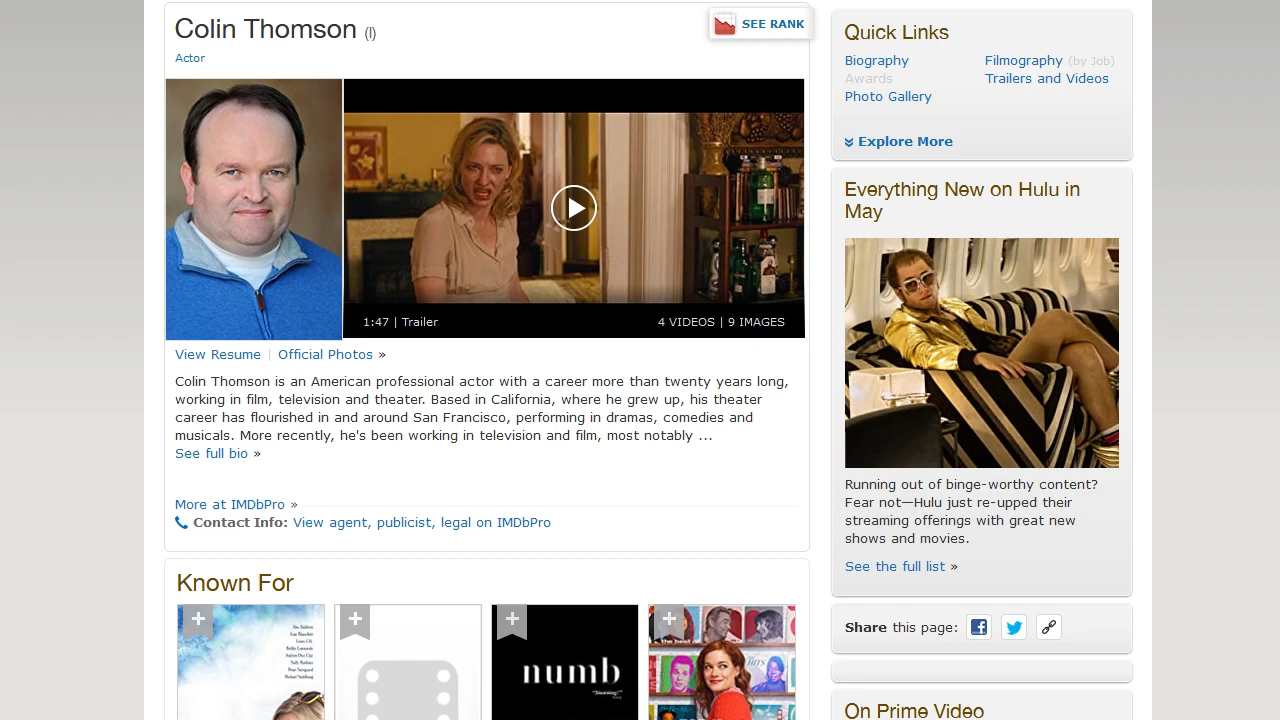 Colin Thomson (I)
SEE RANK
Actor
1:47 | Trailer
4 VIDEOS | 9 IMAGES
View Resume | Official Photos »
Colin Thomson is an American professional actor with a career more than twenty years long,
working in film, television and theater. Based in California, where he grew up, his theater
career has flourished in and around San Francisco, performing in dramas, comedies and
musicals. More recently, he's been working in television and film, most notably ...
See full bio »
More at IMDbPro »
Contact Info: View agent, publicist, legal on IMDbPro
Known For
numb
Quick Links
Biography
Filmography (by Job)
Awards
Trailers and Videos
Photo Gallery
Explore More
Everything New on Hulu in
May
Running out of binge-worthy content?
Fear not—Hulu just re-upped their
streaming offerings with great new
shows and movies.
See the full list »
Share this page:
On Prime Video